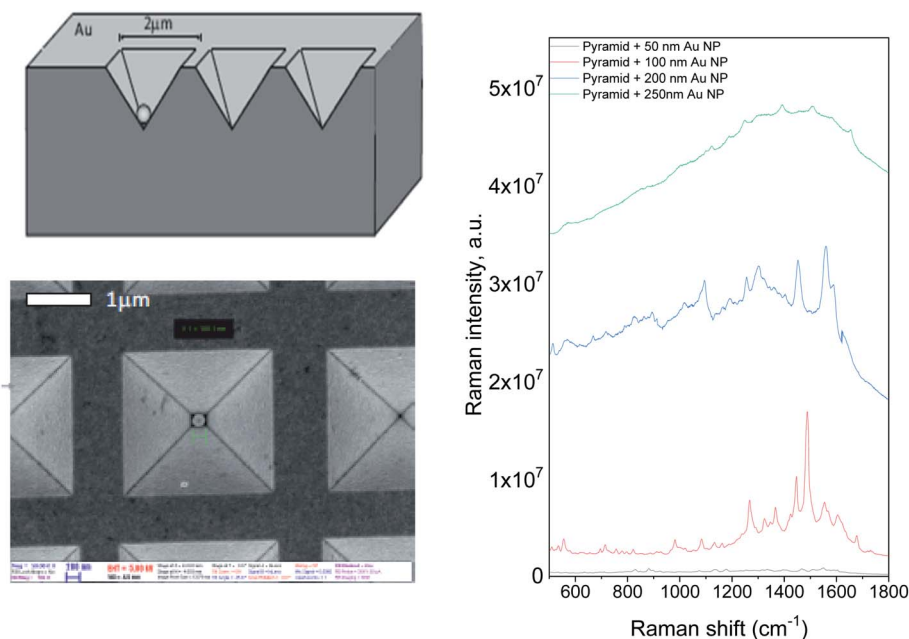 Au
2μm
1μm
Pyramid + 50 nm Au NP
Pyramid + 100 nm Au NP
Pyramid + 200 nm Au NP
Pyramid + 250nm Au NP
5x10⁷
4x10⁷
3x10⁷
2x10⁷
1x10⁷
0
600 800 1000 1200 1400 1600 1800
Raman shift (cm⁻¹)
Raman intensity, a.u.